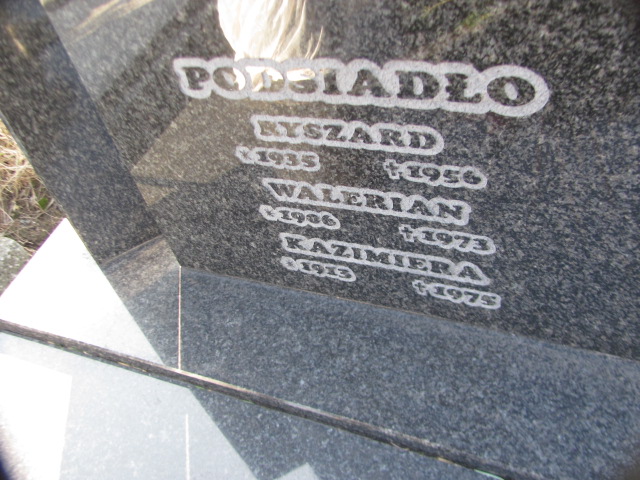 PODSIADŁO
RYSZARD
*1935 †1956
WALERIAN
*1906 †1973
KAZIMIERA
*1913 †1975